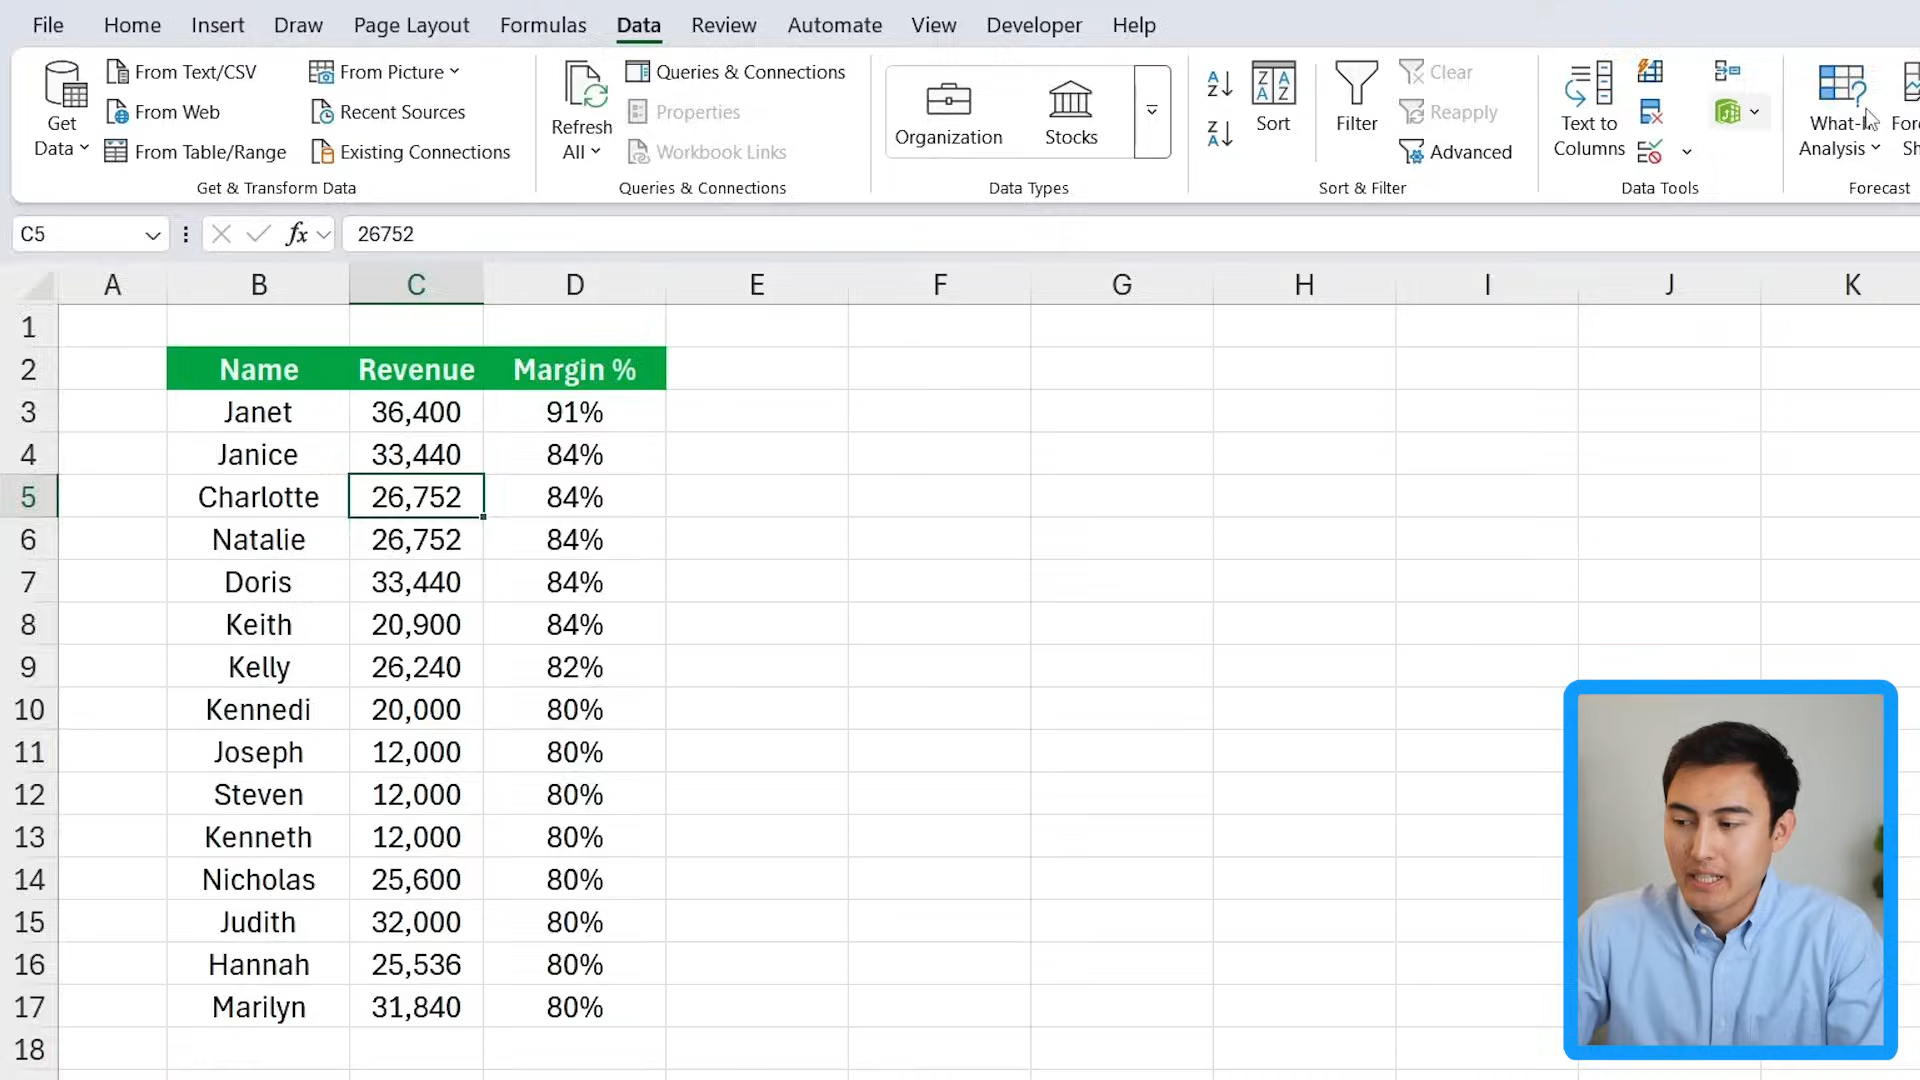 File Home Insert Draw Page Layout Formulas Data Review Automate View Developer Help
Get Data
From Text/CSV
From Web
From Table/Range
From Picture
Recent Sources
Existing Connections
Get & Transform Data
Refresh All
Queries & Connections
Properties
Workbook Links
Queries & Connections
Organization
Stocks
Data Types
Sort
Filter
Clear
Reapply
Advanced
Sort & Filter
Text to Columns
Data Tools
What-I
Analysis
Fore
Sh
Forecast
C5 fx 26752
A B C D E F G H I J K
1
2 Name Revenue Margin %
3 Janet 36,400 91%
4 Janice 33,440 84%
5 Charlotte 26,752 84%
6 Natalie 26,752 84%
7 Doris 33,440 84%
8 Keith 20,900 84%
9 Kelly 26,240 82%
10 Kennedi 20,000 80%
11 Joseph 12,000 80%
12 Steven 12,000 80%
13 Kenneth 12,000 80%
14 Nicholas 25,600 80%
15 Judith 32,000 80%
16 Hannah 25,536 80%
17 Marilyn 31,840 80%
18